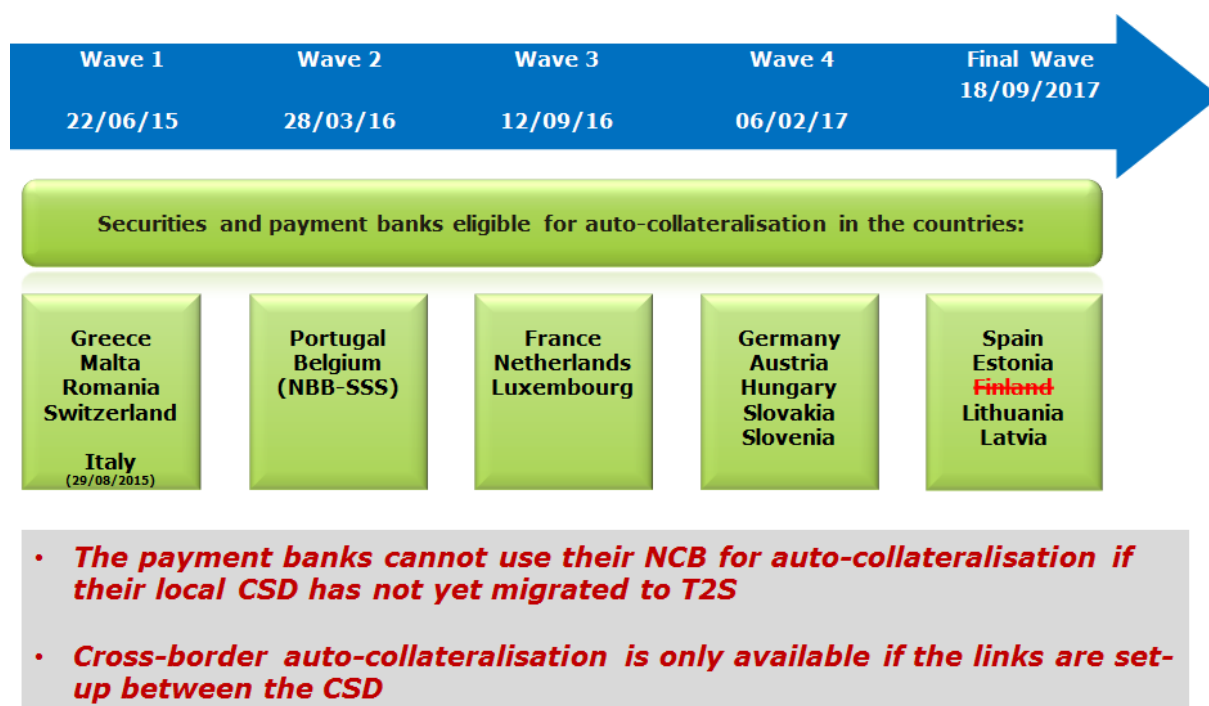 Wave 1
22/06/15
Wave 2
28/03/16
Wave 3
12/09/16
Wave 4
06/02/17
Final Wave
18/09/2017
Securities and payment banks eligible for auto-collateralisation in the countries:
Greece
Malta
Romania
Switzerland
Italy
(29/08/2015)
Portugal
Belgium
(NBB-SSS)
France
Netherlands
Luxembourg
Germany
Austria
Hungary
Slovakia
Slovenia
Spain
Estonia
Finland
Lithuania
Latvia
• The payment banks cannot use their NCB for auto-collateralisation if
their local CSD has not yet migrated to T2S
• Cross-border auto-collateralisation is only available if the links are set-
up between the CSD